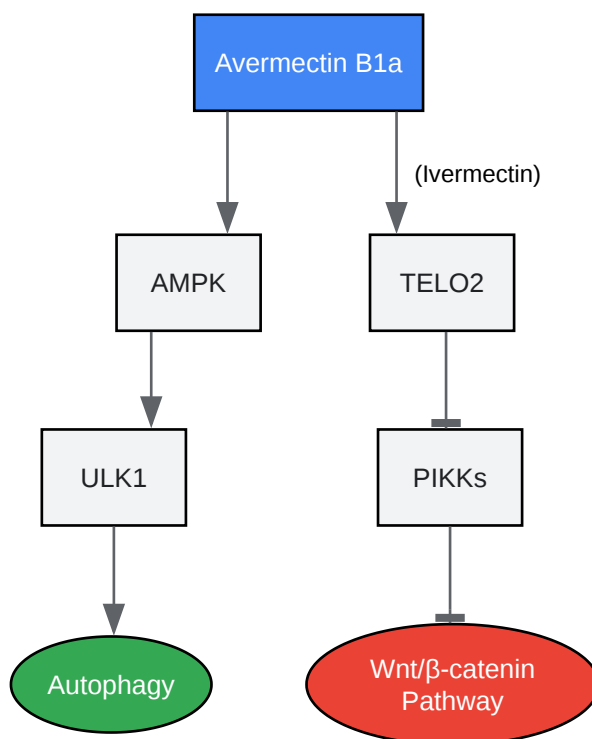 Avermectin B1a
(Ivermectin)
AMPK
TELO2
ULK1
PIKKs
Autophagy
Wnt/β-catenin
Pathway